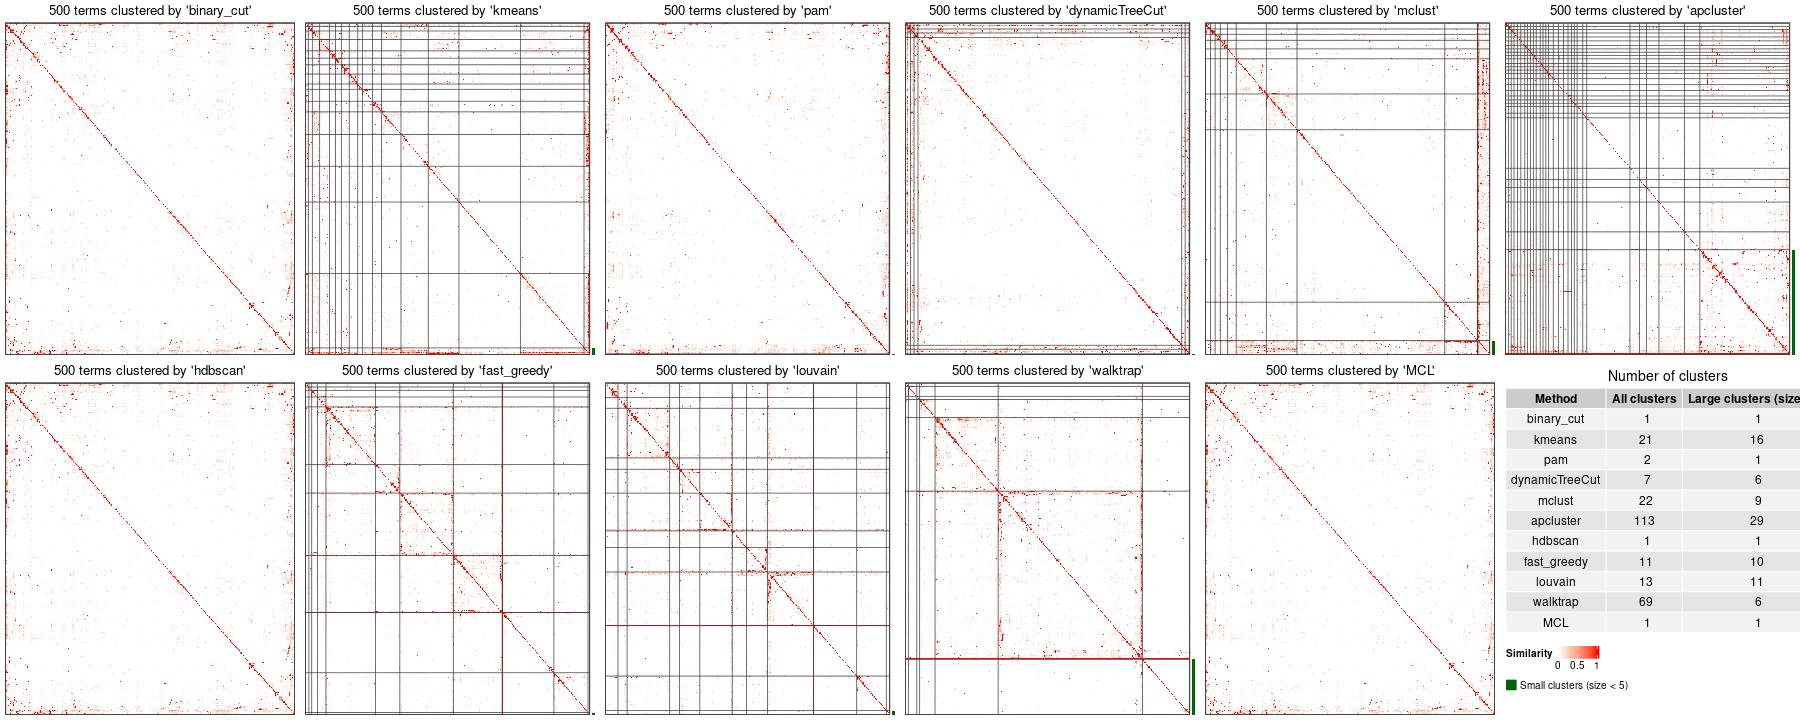 500 terms clustered by 'binary_cut'
500 terms clustered by 'kmeans'
500 terms clustered by 'pam'
500 terms clustered by 'dynamicTreeCut'
500 terms clustered by 'mclust'
500 terms clustered by 'apcluster'
500 terms clustered by 'hdbscan'
500 terms clustered by 'fast_greedy'
500 terms clustered by 'louvain'
500 terms clustered by 'walktrap'
500 terms clustered by 'MCL'
Number of clusters
Method All clusters Large clusters (size
binary_cut 1 1
kmeans 21 16
pam 2 1
dynamicTreeCut 7 6
mclust 22 9
apcluster 113 29
hdbscan 1 1
fast_greedy 11 10
louvain 13 11
walktrap 69 6
MCL 1 1
Similarity
0 0.5 1
Small clusters (size < 5)